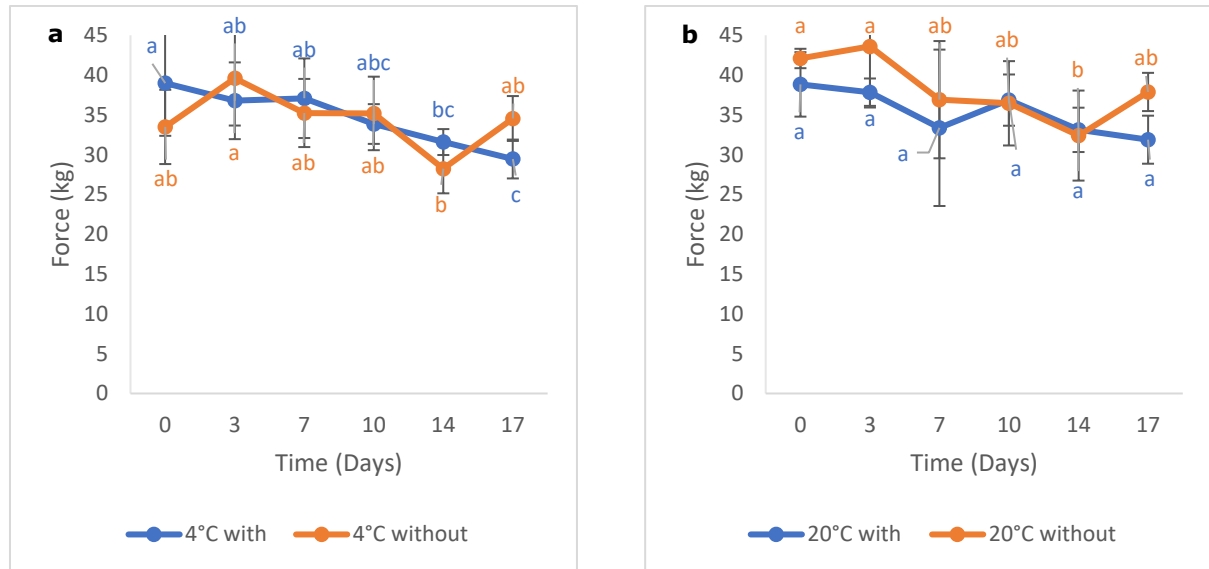 a
45
40
35
30
25
20
15
10
5
0
Force (kg)
a
ab
ab
abc
bc
ab
ab
a
ab
ab
b
c
0 3 7 10 14 17
Time (Days)
4°C with 4°C without
b
45
40
35
30
25
20
15
10
5
0
Force (kg)
a
a
ab
ab
b
ab
a
a
a
a
a
a
0 3 7 10 14 17
Time (Days)
20°C with 20°C without